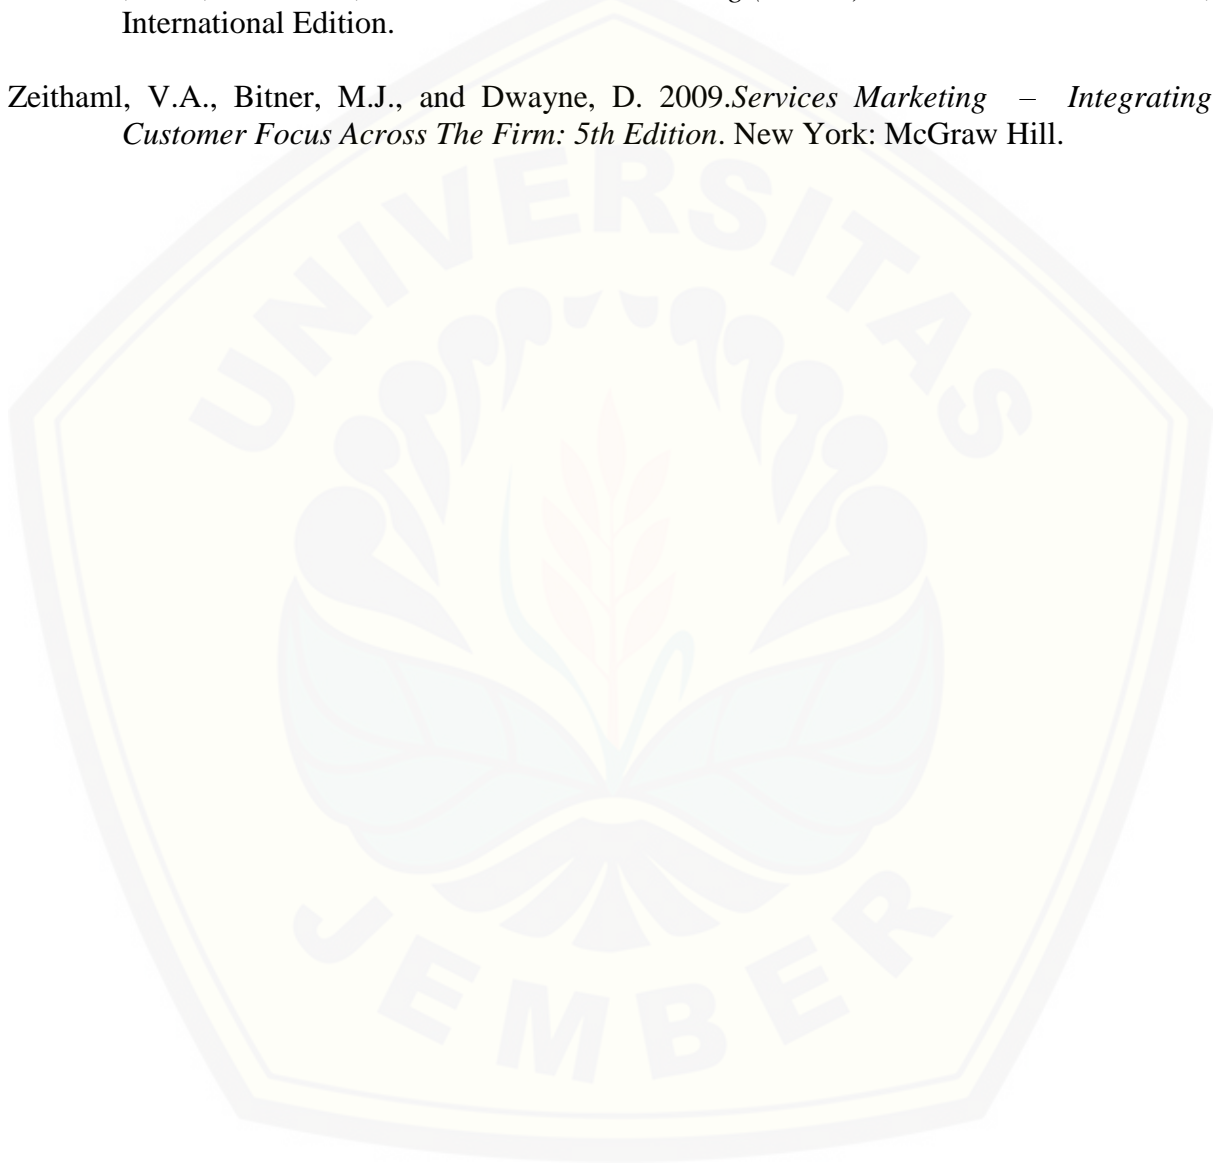 International Edition.
Zeithaml, V.A., Bitner, M.J., and Dwayne, D. 2009.Services Marketing – Integrating
Customer Focus Across The Firm: 5th Edition. New York: McGraw Hill.
UNIVERSITAS
JEMBER